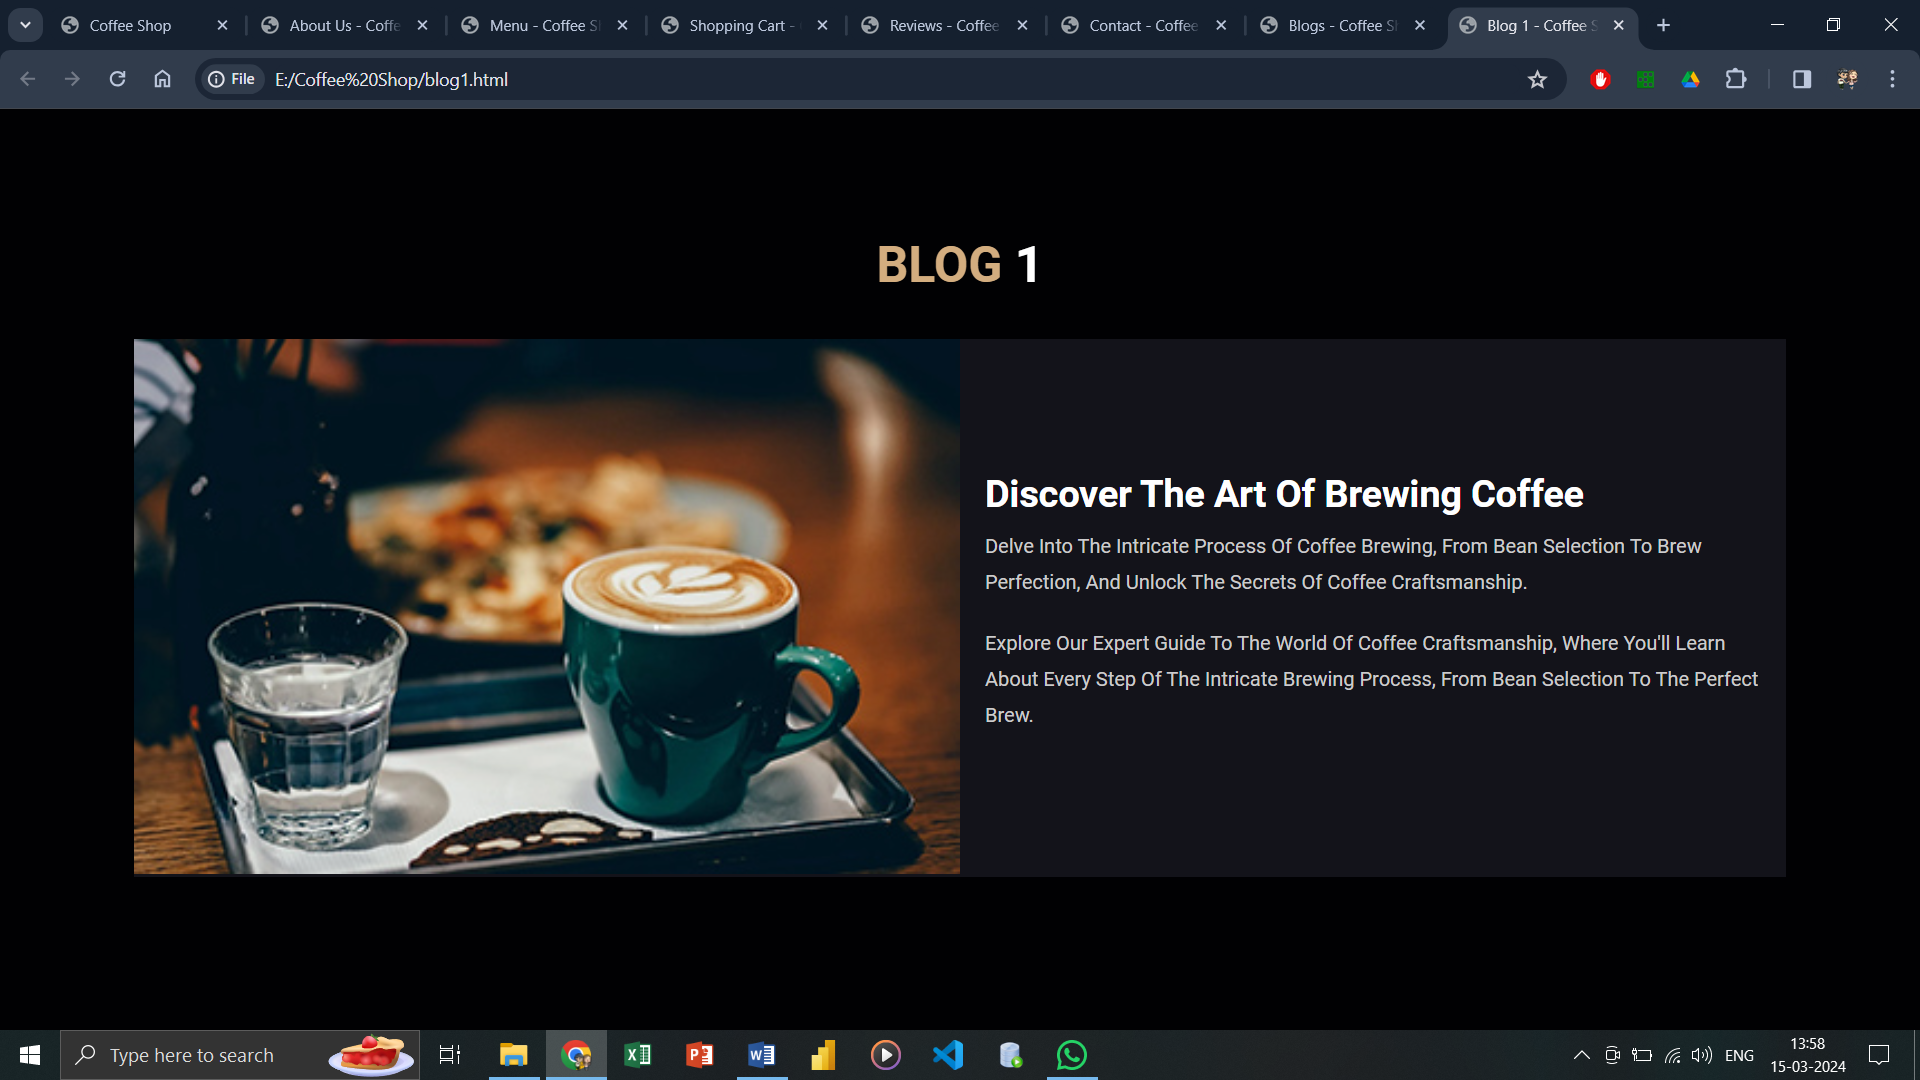 Coffee Shop
About Us - Coffe
Menu - Coffee S
Shopping Cart -
Reviews - Coffee
Contact - Coffee
Blogs - Coffee S
Blog 1 - Coffee S
File
E:/Coffee%20Shop/blog1.html
BLOG 1
Discover The Art Of Brewing Coffee
Delve Into The Intricate Process Of Coffee Brewing, From Bean Selection To Brew
Perfection, And Unlock The Secrets Of Coffee Craftsmanship.
Explore Our Expert Guide To The World Of Coffee Craftsmanship, Where You'll Learn
About Every Step Of The Intricate Brewing Process, From Bean Selection To The Perfect
Brew.
Type here to search
ENG
13:58
15-03-2024